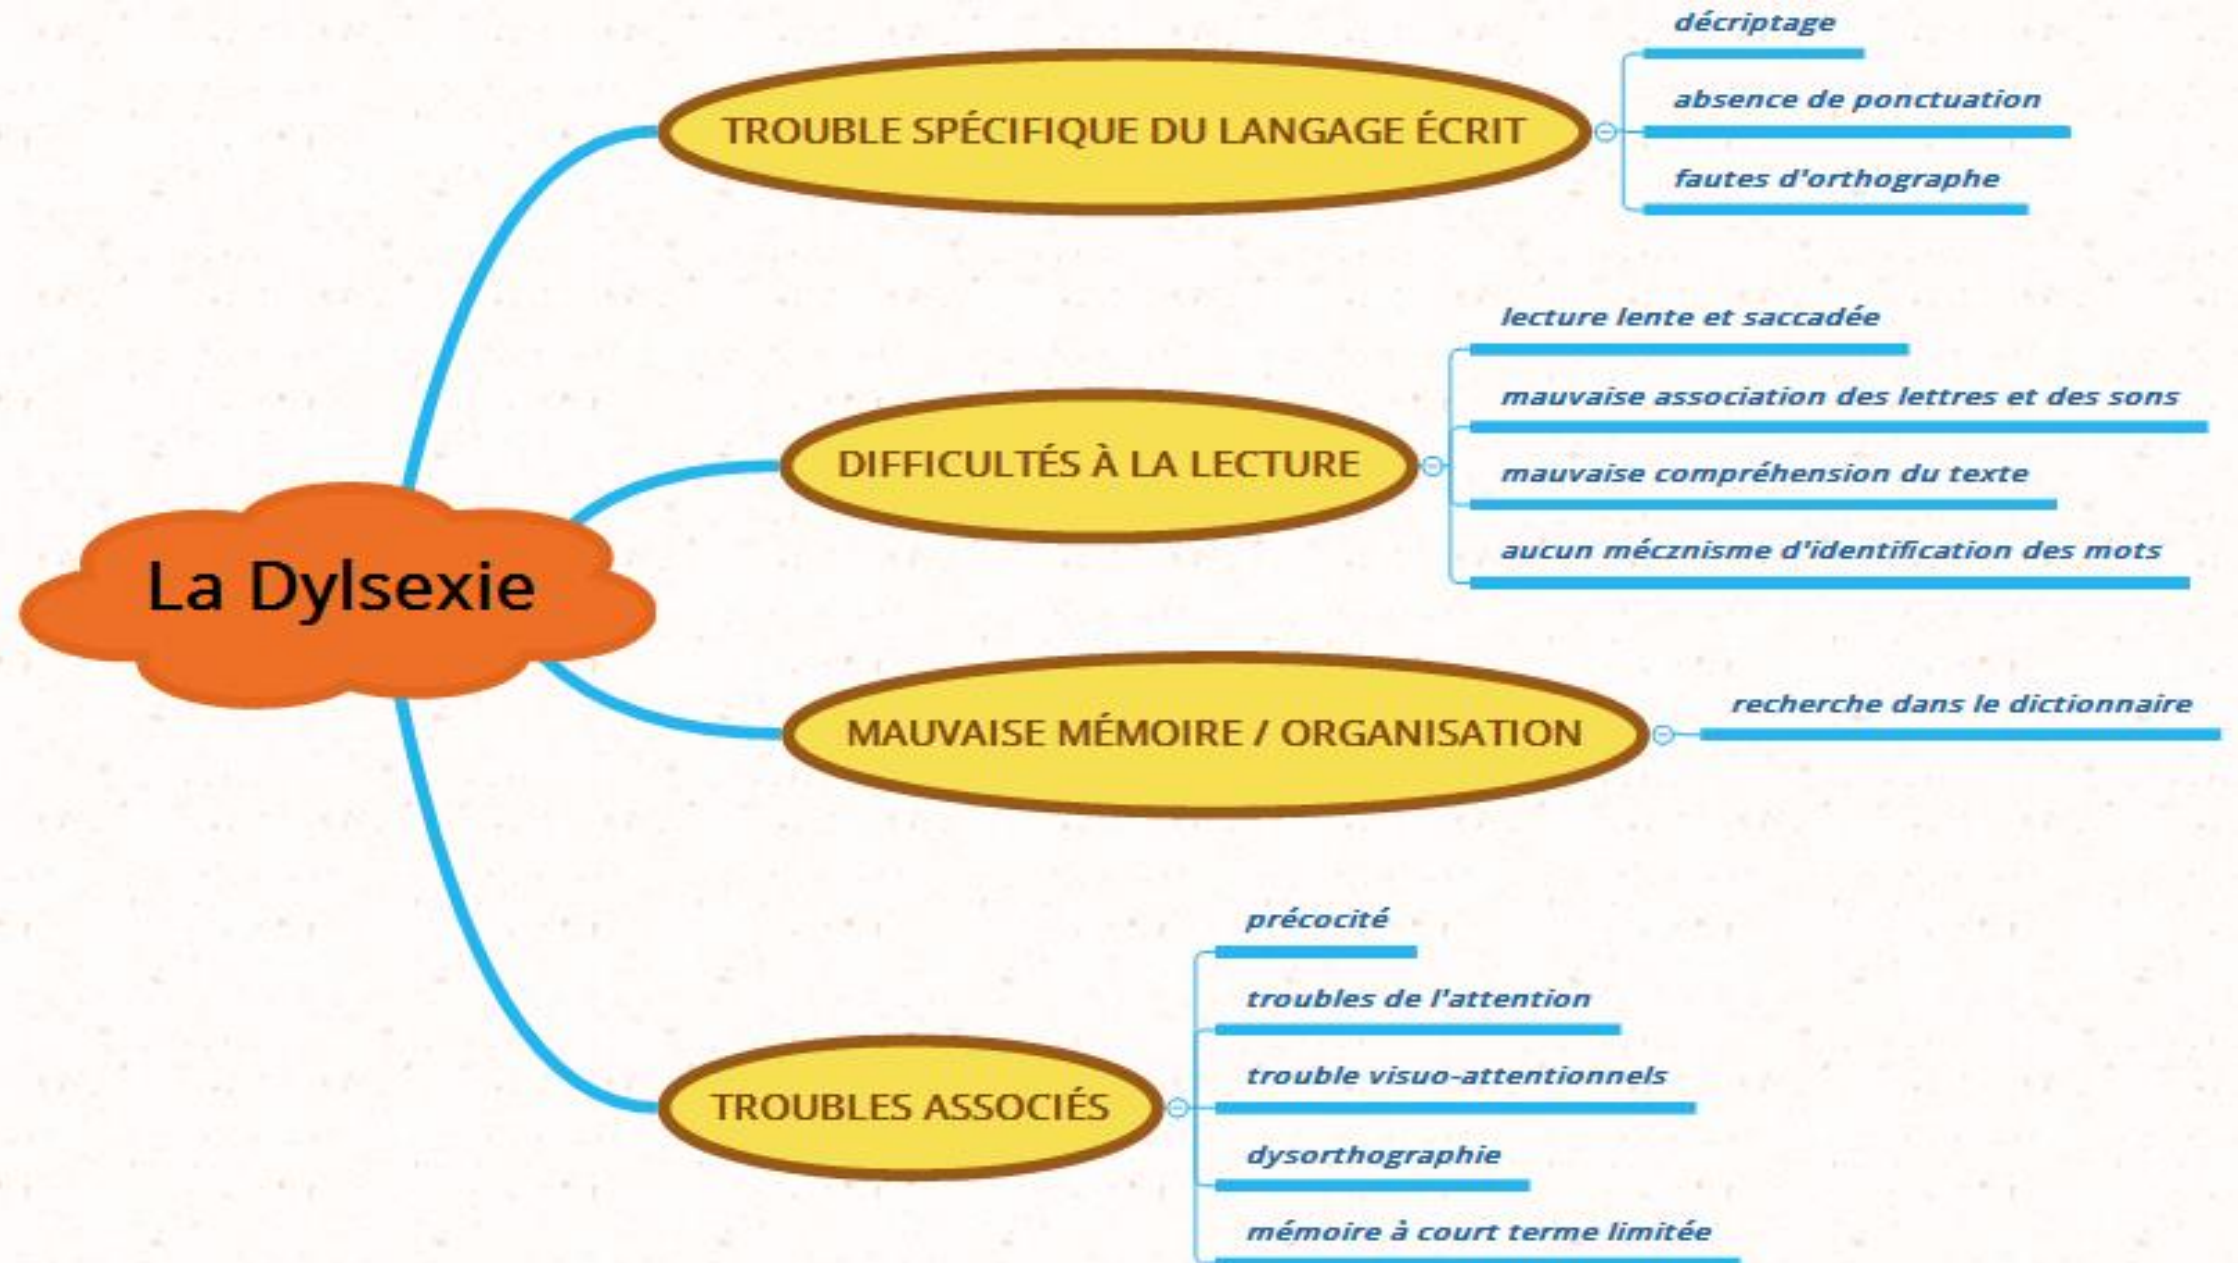 La Dylsexie
TROUBLE SPÉCIFIQUE DU LANGAGE ÉCRIT
décriptage
absence de ponctuation
fautes d'orthographe
DIFFICULTÉS À LA LECTURE
lecture lente et saccadée
mauvaise association des lettres et des sons
mauvaise compréhension du texte
aucun mécznisme d'identification des mots
MAUVAISE MÉMOIRE / ORGANISATION
recherche dans le dictionnaire
TROUBLES ASSOCIÉS
précocité
troubles de l'attention
trouble visuo-attentionnels
dysorthographie
mémoire à court terme limitée